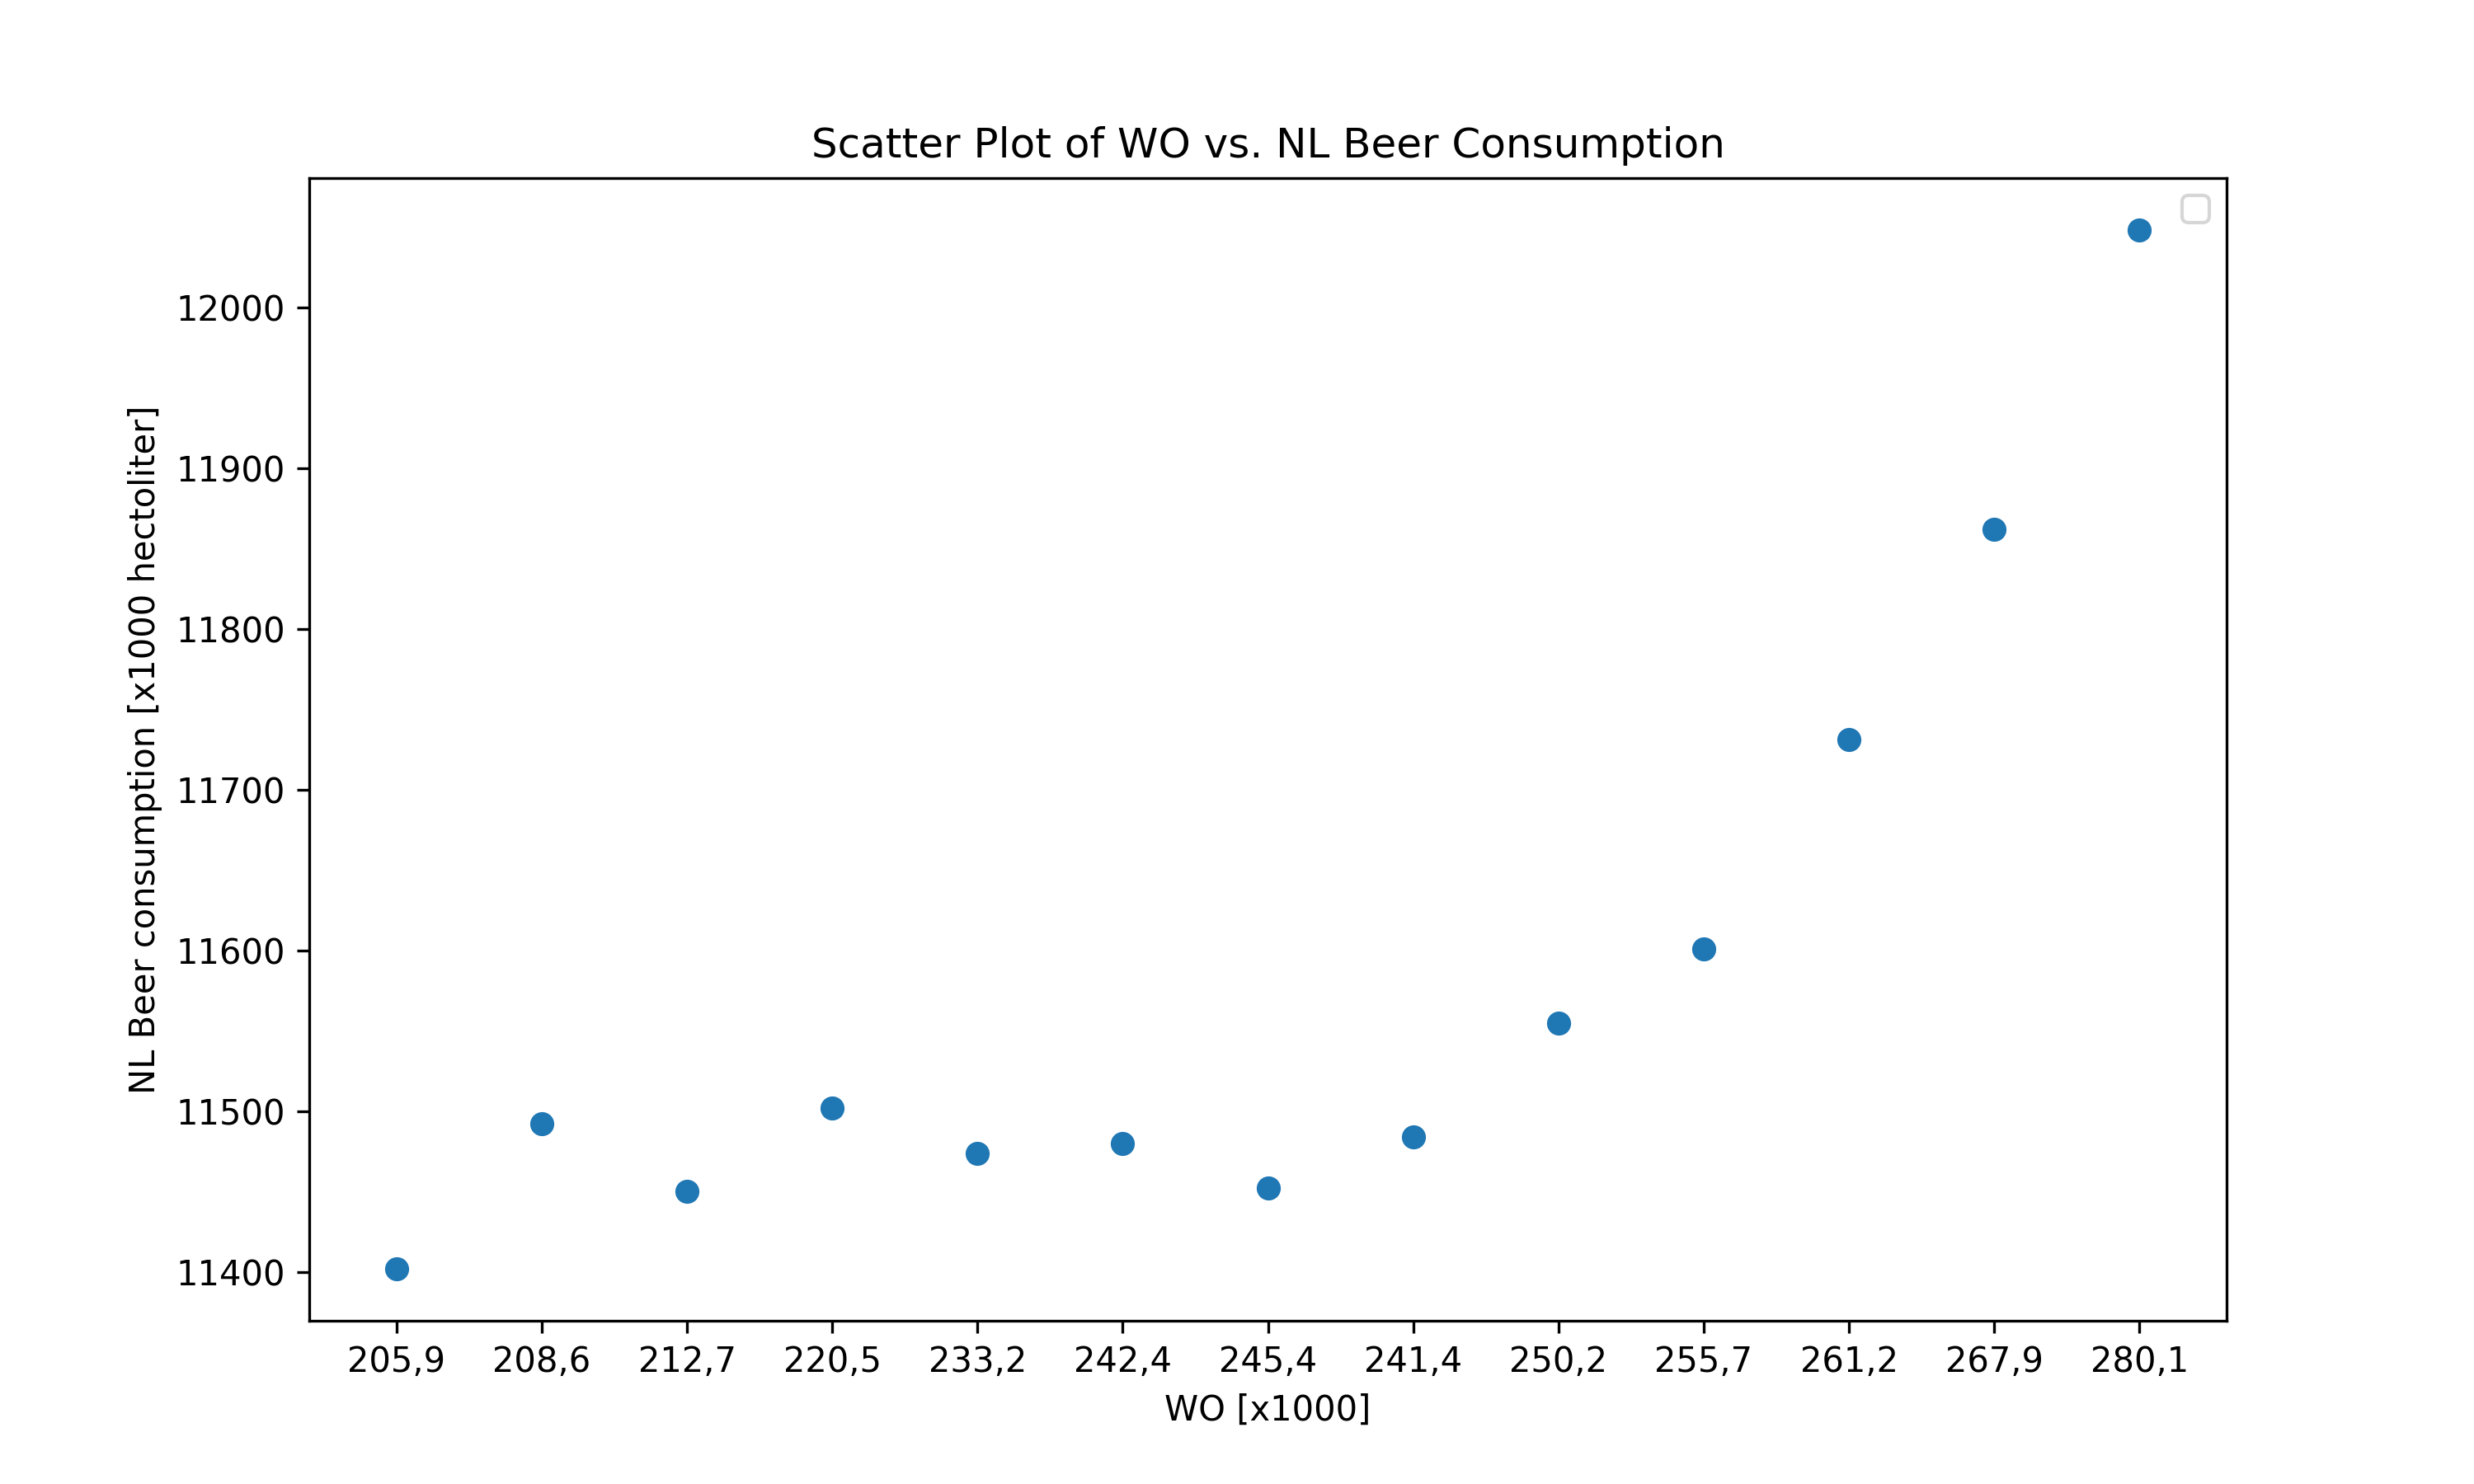 Scatter Plot of WO vs. NL Beer Consumption
NL Beer consumption [x1000 hectoliter]
12000
11900
11800
11700
11600
11500
11400
205,9 208,6 212,7 220,5 233,2 242,4 245,4 241,4 250,2 255,7 261,2 267,9 280,1
WO [x1000]